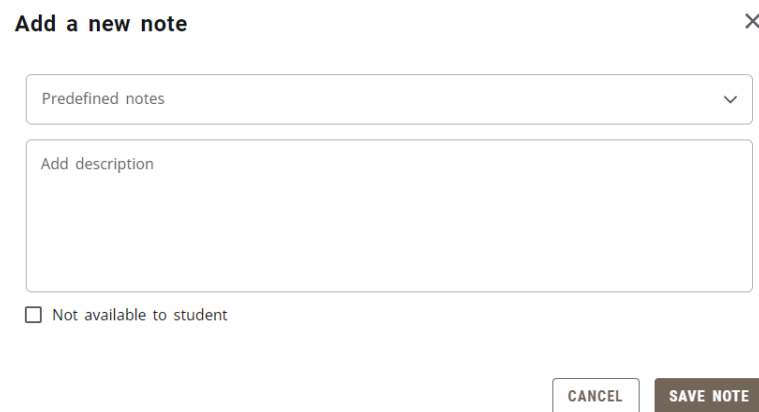 Add a new note
Predefined notes
Add description
Not available to student
CANCEL
SAVE NOTE